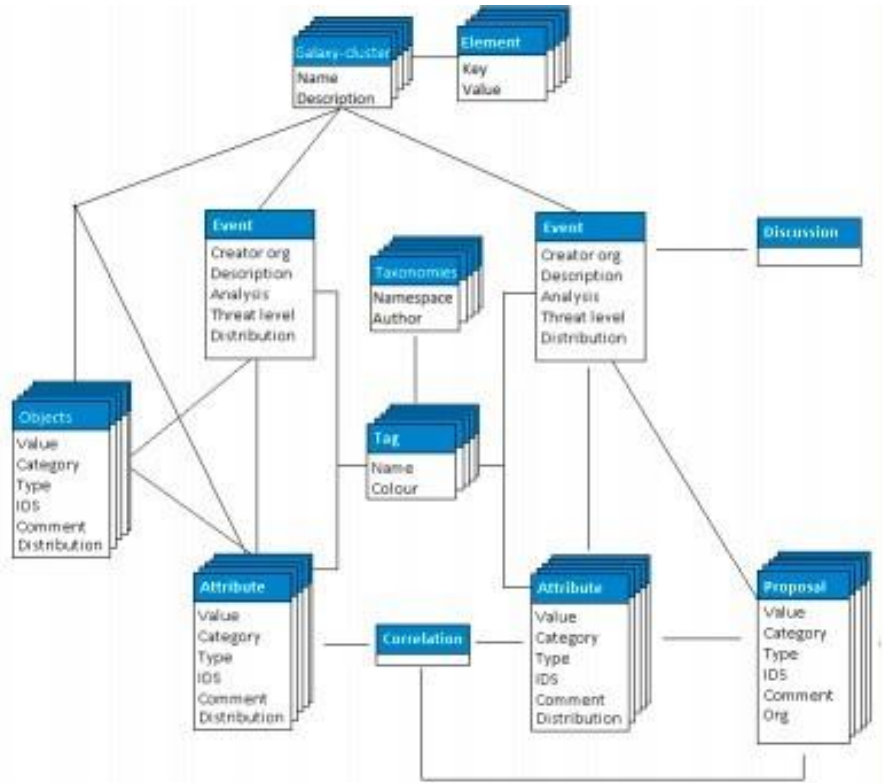 Galaxy-cluster
Name
Description
Element
Key
Value
Event
Creator org
Description
Analysis
Threat level
Distribution
Taxonomies
Namespace
Author
Event
Creator org
Description
Analysis
Threat level
Distribution
Discussion
Objects
Value
Category
Type
IDS
Comment
Distribution
Tag
Name
Colour
Attribute
Value
Category
Type
IDS
Comment
Distribution
Correlation
Attribute
Value
Category
Type
IDS
Comment
Distribution
Proposal
Value
Category
Type
IDS
Comment
Org